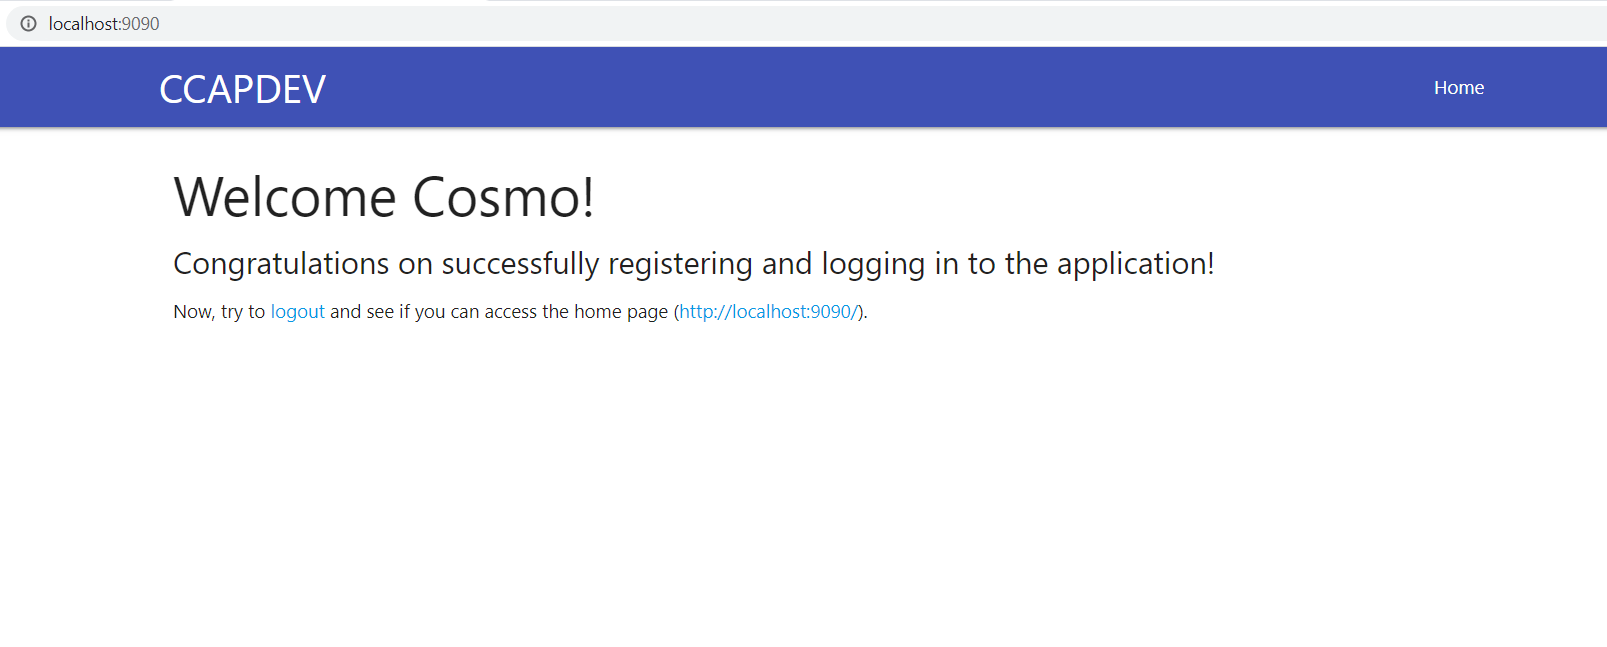 localhost:9090
CCAPDEV
Home
Welcome Cosmo!
Congratulations on successfully registering and logging in to the application!
Now, try to logout and see if you can access the home page (http://localhost:9090/).